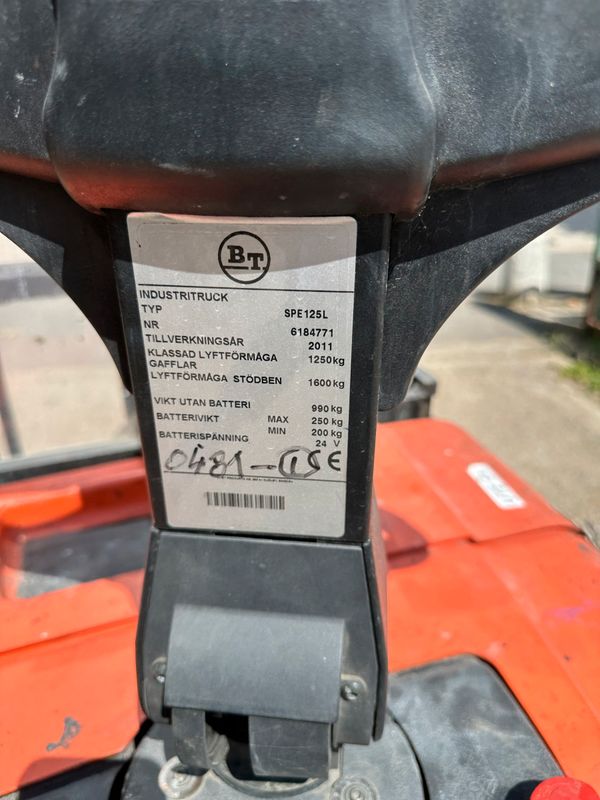 BT
INDUSTRITRUCK
TYP SPE125L
NR 6184771
TILLVERKNINGSÅR 2011
KLASSAD LYFTFÖRMÅGA 1250kg
GAFFLAR
LYFTFÖRMÅGA STÖDBEN 1600kg
VIKT UTAN BATTERI 990kg
BATTERIVIKT MAX 250kg
MIN 200kg
BATTERISPÄNNING 24 V
0481-
CE